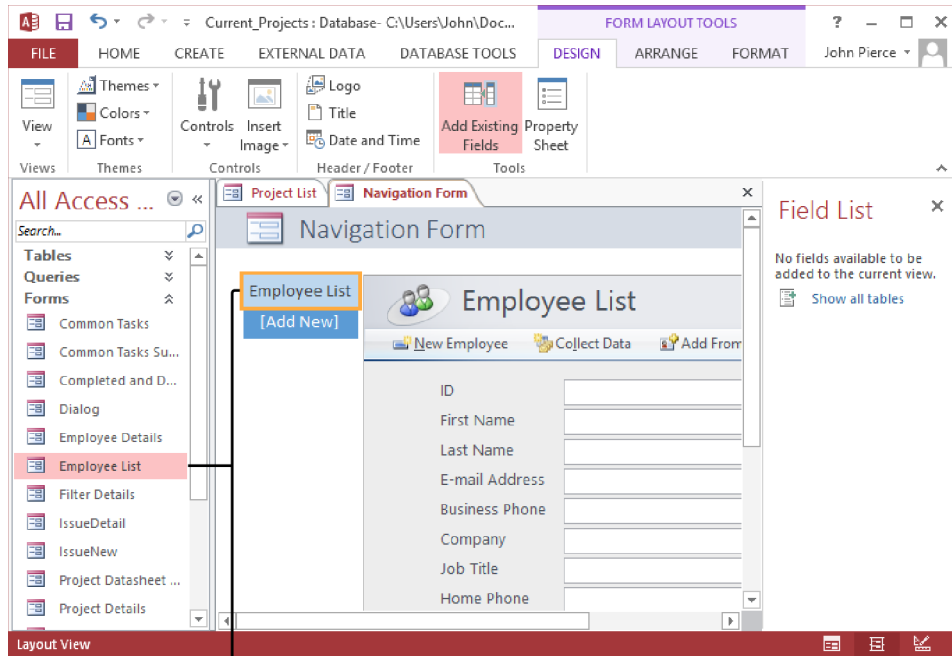 Current_Projects : Database- C:\Users\John\Doc...
FORM LAYOUT TOOLS
?
FILE HOME CREATE EXTERNAL DATA DATABASE TOOLS DESIGN ARRANGE FORMAT John Pierce
View
Themes
Colors
A Fonts
Controls
Insert Image
Logo
Title
Date and Time
Add Existing Fields
Property Sheet
Views Themes Controls Header / Footer Tools
All Access ...
Search...
Tables
Queries
Forms
Common Tasks
Common Tasks Su...
Completed and D...
Dialog
Employee Details
Employee List
Filter Details
IssueDetail
IssueNew
Project Datasheet ...
Project Details
Project List Navigation Form
Navigation Form
Employee List
[Add New]
Employee List
New Employee Collect Data Add From
ID
First Name
Last Name
E-mail Address
Business Phone
Company
Job Title
Home Phone
Field List
No fields available to be
added to the current view.
Show all tables
Layout View